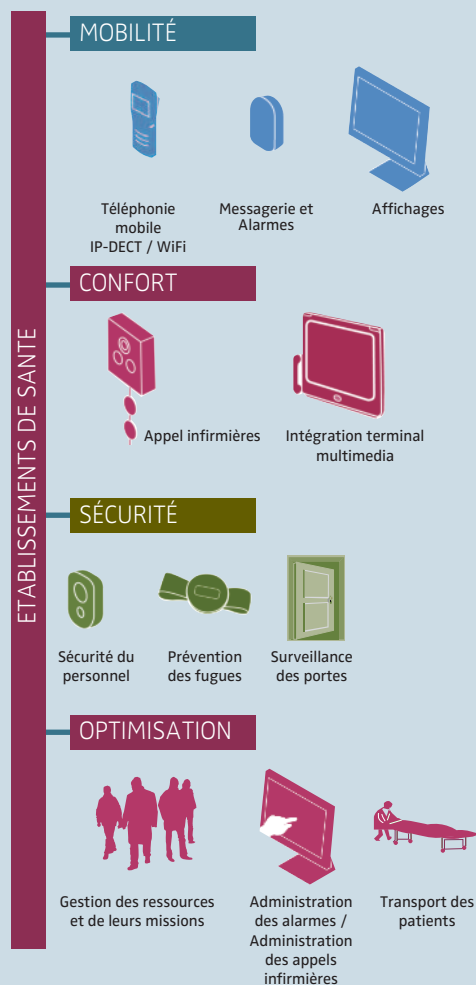 ETABLISSEMENTS DE SANTE
MOBILITÉ
Téléphonie
mobile
IP-DECT / WiFi
Messagerie et
Alarmes
Affichages
CONFORT
Appel infirmières
Intégration terminal
multimedia
SÉCURITÉ
Sécurité du
personnel
Prévention
des fugues
Surveillance
des portes
OPTIMISATION
Gestion des ressources
et de leurs missions
Administration
des alarmes /
Administration
des appels
infirmières
Transport des
patients